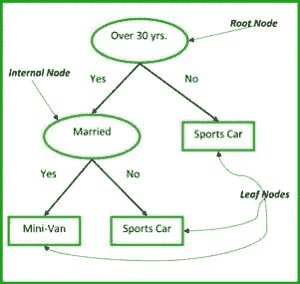 Over 30 yrs.
Root Node
Internal Node
Yes
No
Married
Sports Car
Yes
No
Leaf Nodes
Mini-Van
Sports Car